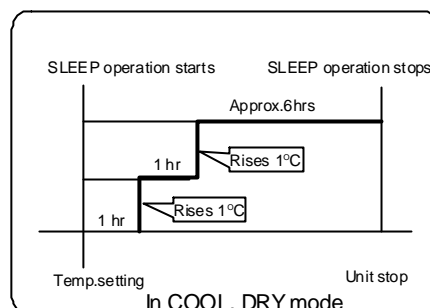 SLEEP operation starts SLEEP operation stops
Approx.6hrs
1 hr Rises 1°C
1 hr Rises 1°C
Temp.setting Unit stop
In COOL, DRY mode